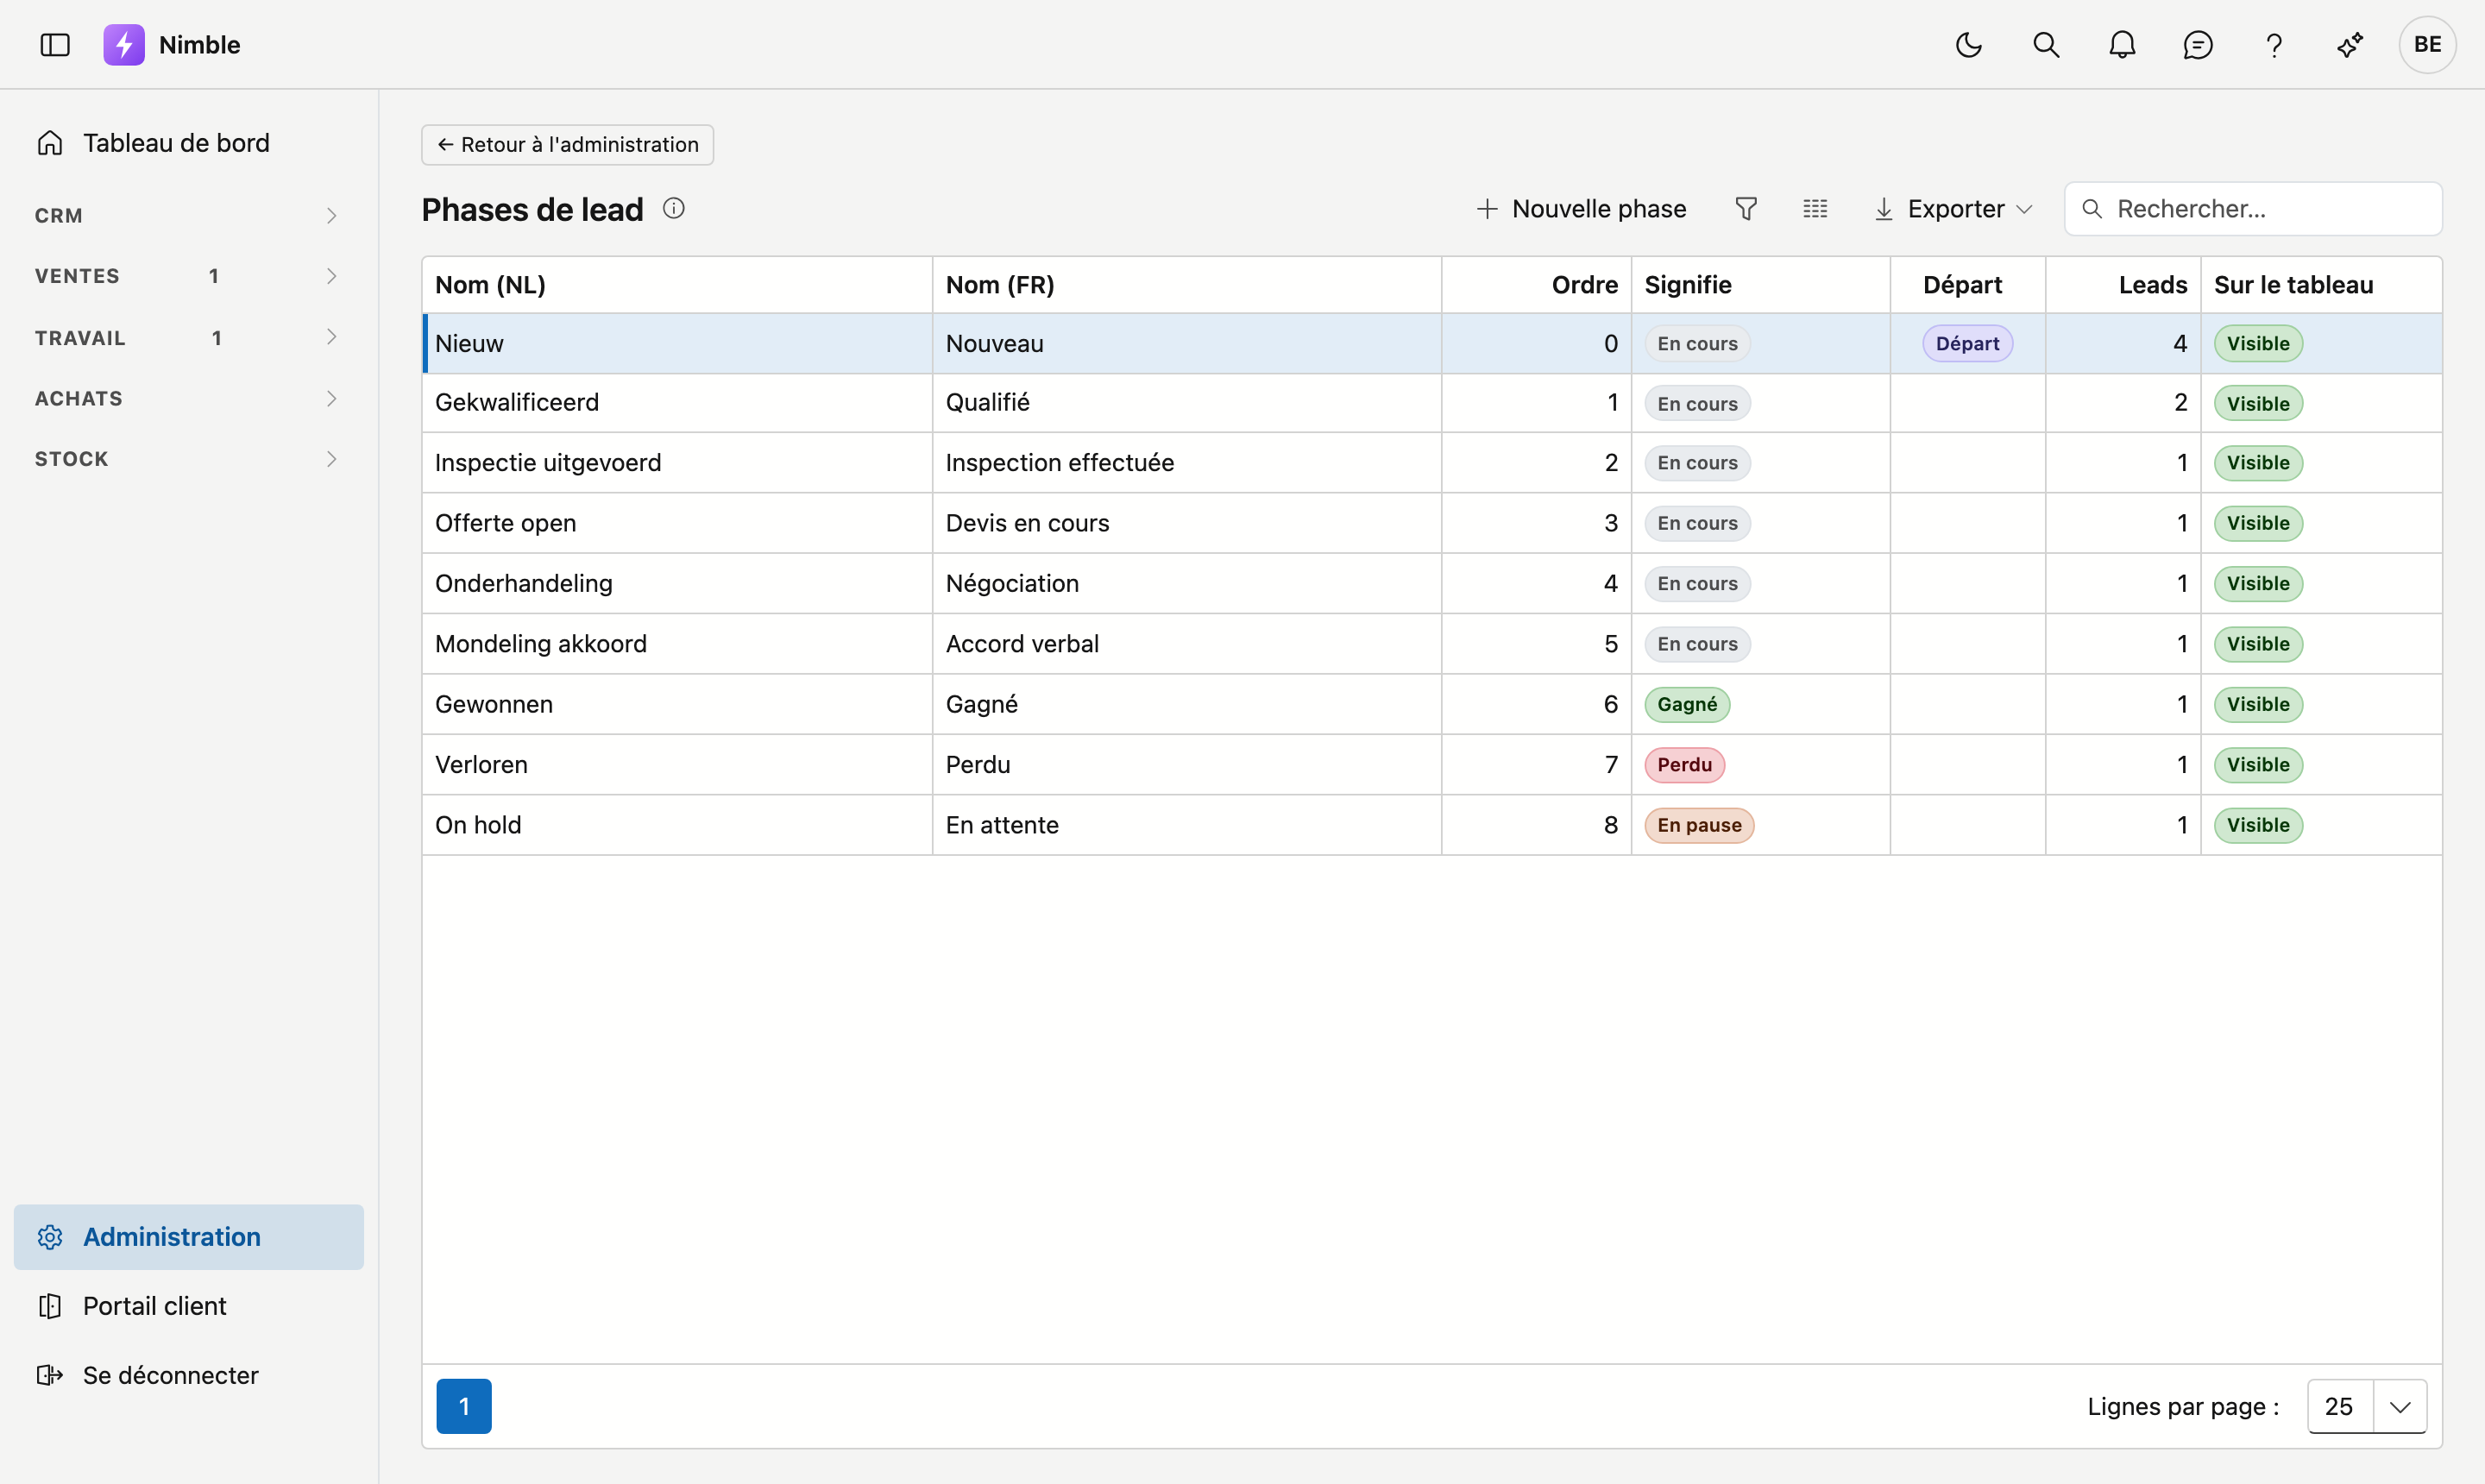 Nimble
BE
Tableau de bord
CRM
VENTES 1
TRAVAIL 1
ACHATS
STOCK
Administration
Portail client
Se déconnecter
← Retour à l'administration
Phases de lead
Nouvelle phase
Exporter
Rechercher...
Nom (NL) Nom (FR) Ordre Signifie Départ Leads Sur le tableau
Nieuw Nouveau 0 En cours Départ 4 Visible
Gekwalificeerd Qualifié 1 En cours 2 Visible
Inspectie uitgevoerd Inspection effectuée 2 En cours 1 Visible
Offerte open Devis en cours 3 En cours 1 Visible
Onderhandeling Négociation 4 En cours 1 Visible
Mondeling akkoord Accord verbal 5 En cours 1 Visible
Gewonnen Gagné 6 Gagné 1 Visible
Verloren Perdu 7 Perdu 1 Visible
On hold En attente 8 En pause 1 Visible
1
Lignes par page : 25